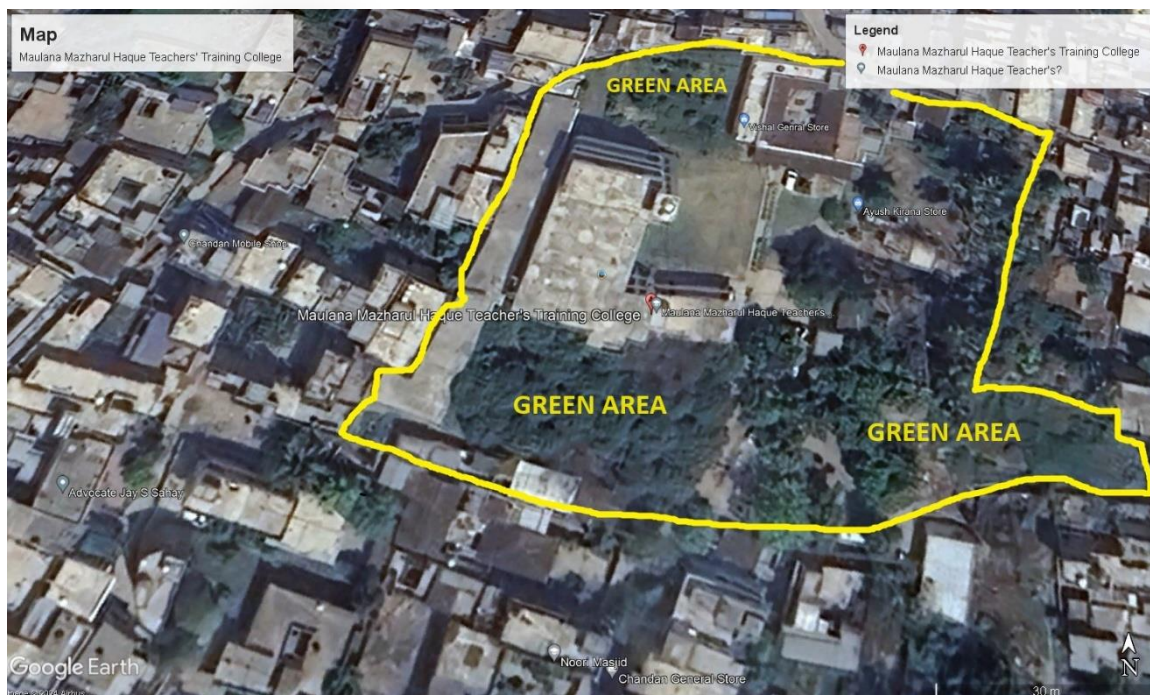 Map
Maulana Mazharul Haque Teachers' Training College
Legend
Maulana Mazharul Haque Teacher's Training College
Maulana Mazharul Haque Teacher's?
GREEN AREA
Vishal Genral Store
Ayush Kirana Store
Chandan Mobile Shop
Maulana Mazharul Haque Teacher's Training College
Maulana Mazharul Haque Teacher's
GREEN AREA
GREEN AREA
Advocate Jay S Sahay
Noori Masjid
Chandan General Store
Google Earth
N
30 m